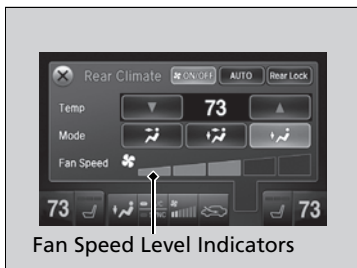 Rear Climate ON/OFF AUTO Rear Lock
Temp 73
Mode
Fan Speed
73 73
Fan Speed Level Indicators